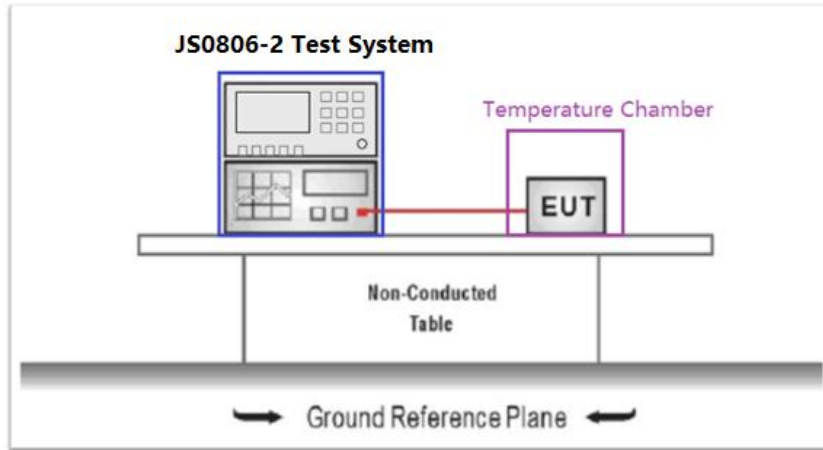 JS0806-2 Test System
Temperature Chamber
EUT
Non-Conducted
Table
Ground Reference Plane